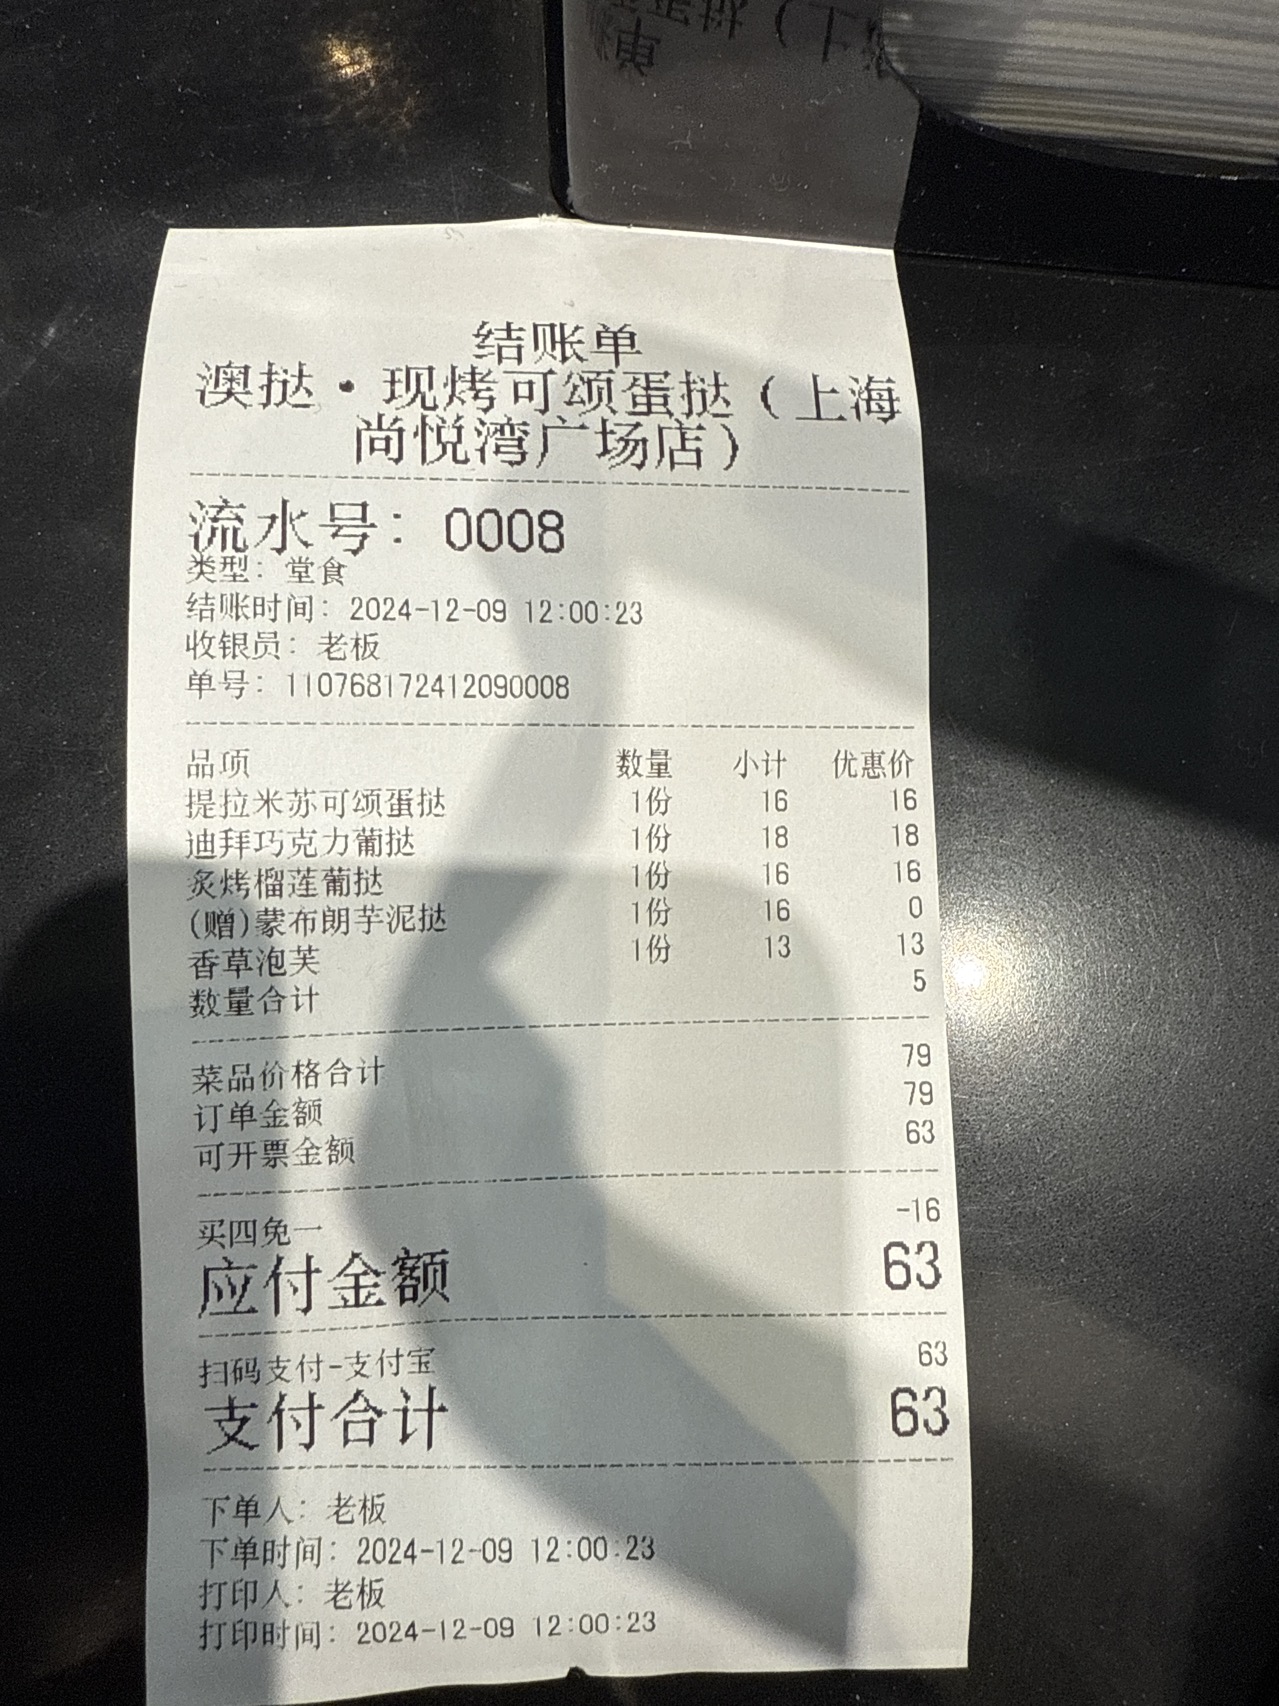 结账单
澳挞·现烤可颂蛋挞（上海
尚悦湾广场店）
流水号：0008
类型：堂食
结账时间：2024-12-09 12:00:23
收银员：老板
单号：110768172412090008
品项 数量 小计 优惠价
提拉米苏可颂蛋挞 1份 16 16
迪拜巧克力葡挞 1份 18 18
炙烤榴莲葡挞 1份 16 16
(赠)蒙布朗芋泥挞 1份 16 0
香草泡芙 1份 13 13
数量合计 5
菜品价格合计 79
订单金额 79
可开票金额 63
买四免一 -16
应付金额 63
扫码支付-支付宝 63
支付合计 63
下单人：老板
下单时间：2024-12-09 12:00:23
打印人：老板
打印时间：2024-12-09 12:00:23